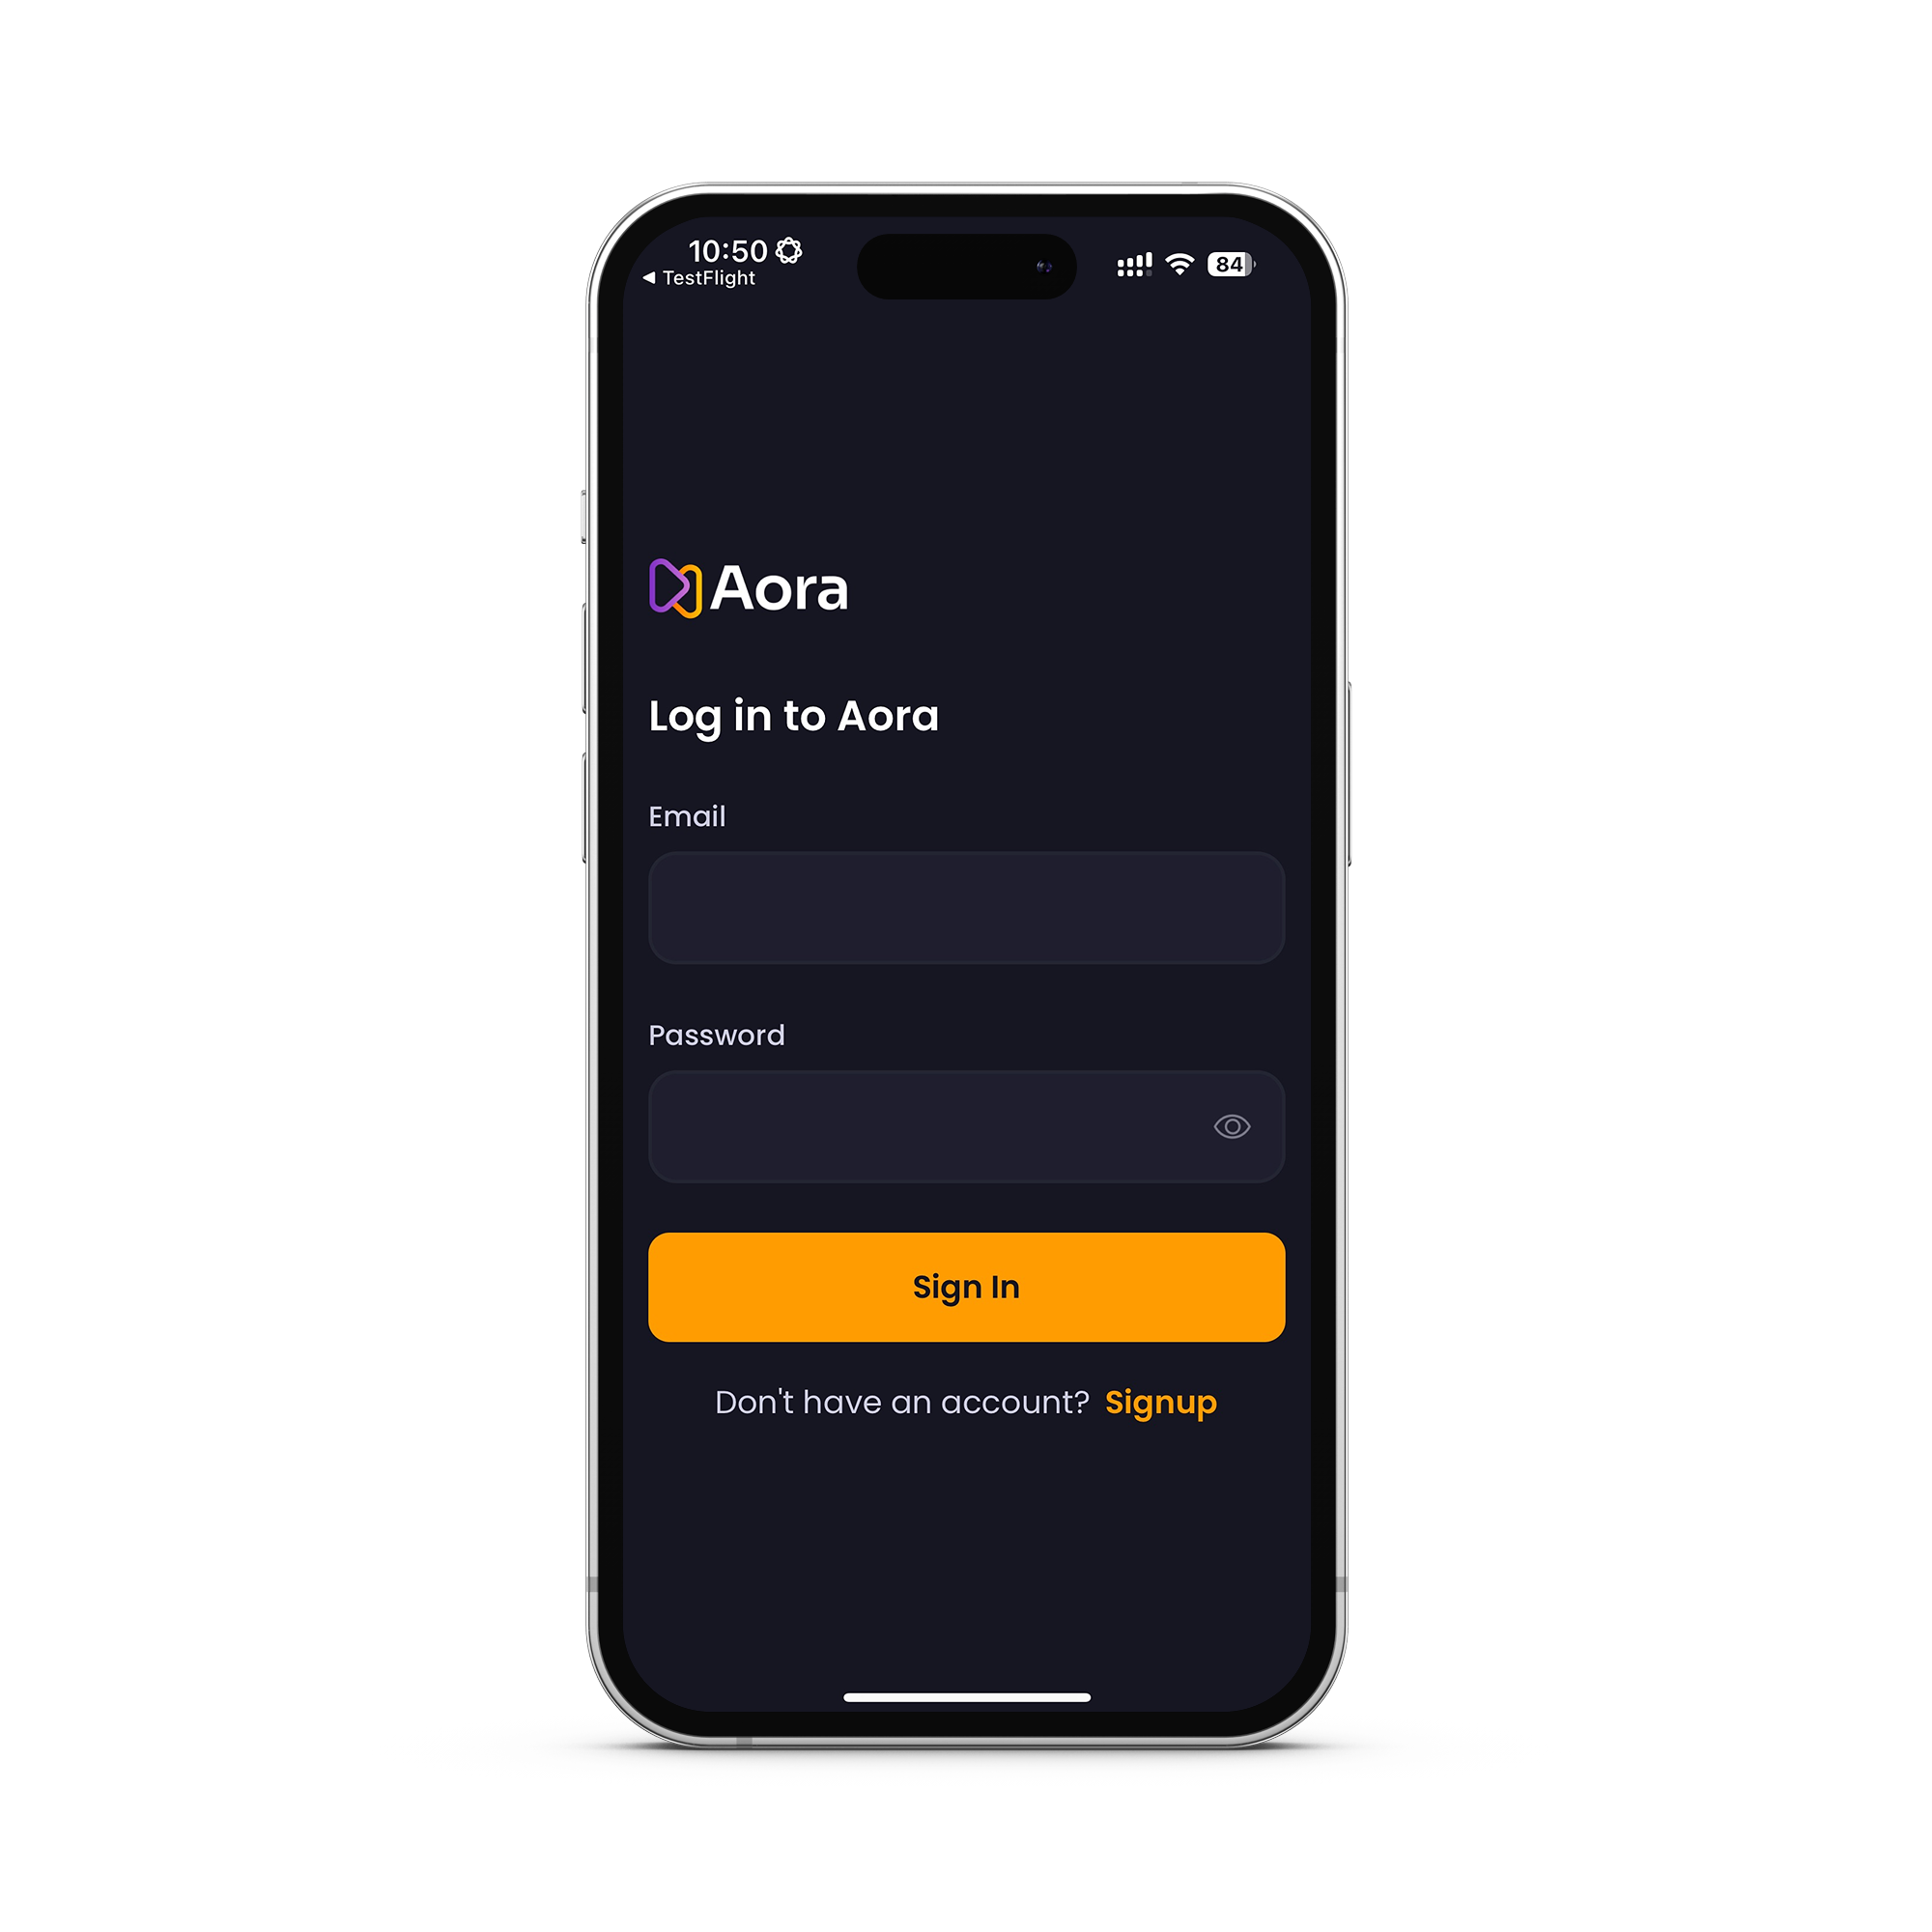 10:50
◀ TestFlight
84
Aora
Log in to Aora
Email
Password
Sign In
Don't have an account? Signup